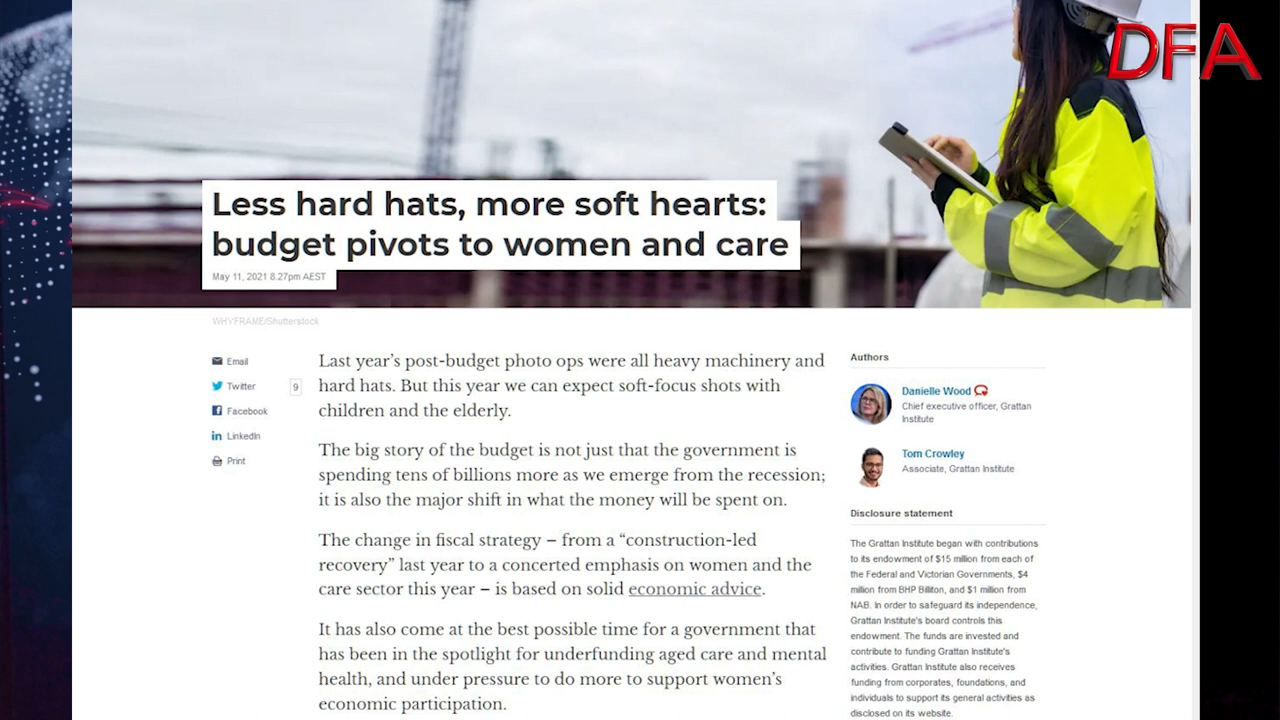 DFA
Less hard hats, more soft hearts:
budget pivots to women and care
May 11, 2021 8.27pm AEST
WHYFRAME/Shutterstock
Email
Twitter
9
Facebook
LinkedIn
Print
Last year's post-budget photo ops were all heavy machinery and
hard hats. But this year we can expect soft-focus shots with
children and the elderly.
The big story of the budget is not just that the government is
spending tens of billions more as we emerge from the recession;
it is also the major shift in what the money will be spent on.
The change in fiscal strategy – from a “construction-led
recovery” last year to a concerted emphasis on women and the
care sector this year – is based on solid economic advice.
It has also come at the best possible time for a government that
has been in the spotlight for underfunding aged care and mental
health, and under pressure to do more to support women's
economic participation.
Authors
Danielle Wood
Chief executive officer, Grattan
Institute
Tom Crowley
Associate, Grattan Institute
Disclosure statement
The Grattan Institute began with contributions
to its endowment of $15 million from each of
the Federal and Victorian Governments, $4
million from BHP Billiton, and $1 million from
NAB. In order to safeguard its independence,
Grattan Institute's board controls this
endowment. The funds are invested and
contribute to funding Grattan Institute's
activities. Grattan Institute also receives
funding from corporates, foundations, and
individuals to support its general activities as
disclosed on its website.